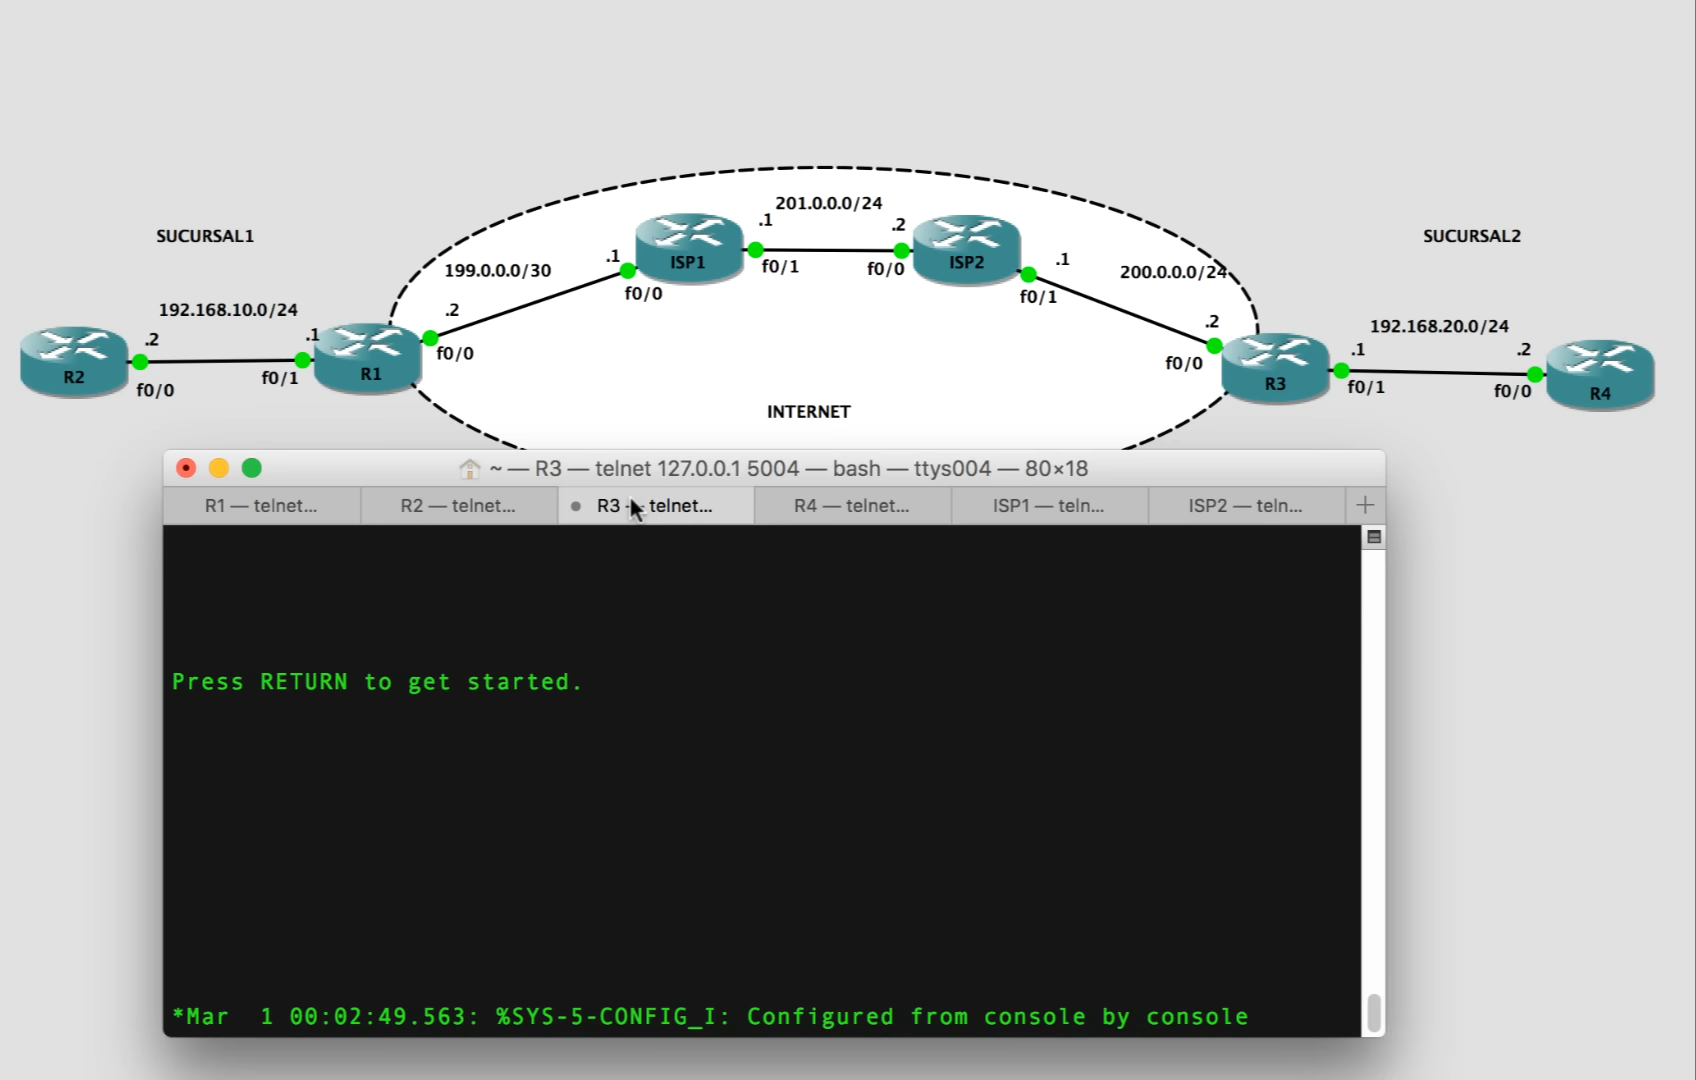 SUCURSAL1
SUCURSAL2
201.0.0.0/24
.1
.2
ISP1
f0/1
f0/0
ISP2
199.0.0.0/30
.1
f0/0
.1
f0/1
200.0.0.0/24
192.168.10.0/24
.2
.1
.2
f0/0
R2
f0/0
f0/1
R1
.2
f0/0
R3
192.168.20.0/24
.1
.2
f0/1
f0/0
R4
INTERNET
~ — R3 — telnet 127.0.0.1 5004 — bash — ttys004 — 80×18
R1 — telnet...
R2 — telnet...
R3 — telnet...
R4 — telnet...
ISP1 — teln...
ISP2 — teln...
Press RETURN to get started.
*Mar  1 00:02:49.563: %SYS-5-CONFIG_I: Configured from console by console